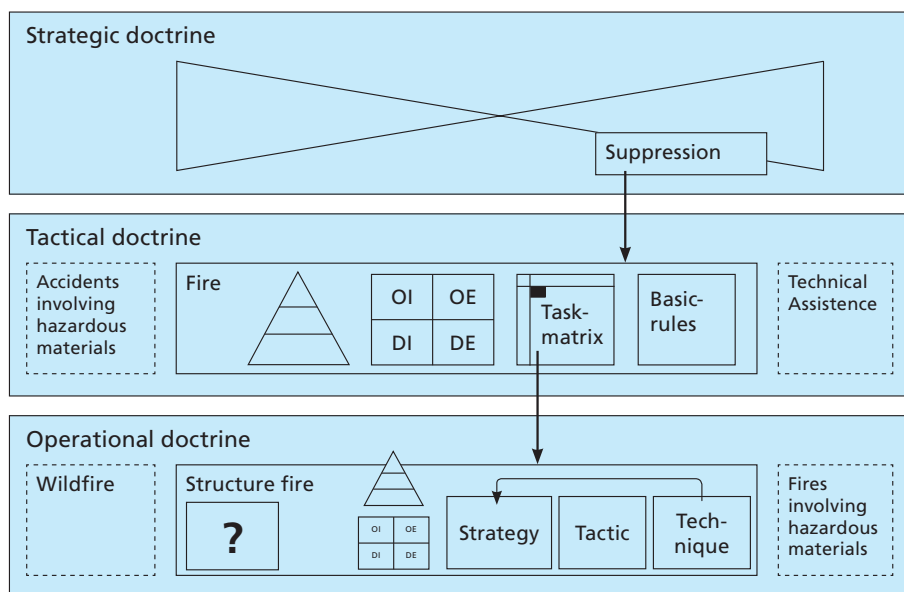 Strategic doctrine
Suppression
Tactical doctrine
Accidents
involving
hazardous
materials
Fire
OI
OE
DI
DE
Task-
matrix
Basic-
rules
Technical
Assistence
Operational doctrine
Wildfire
Structure fire
?
OI
OE
DI
DE
Strategy
Tactic
Tech-
nique
Fires
involving
hazardous
materials